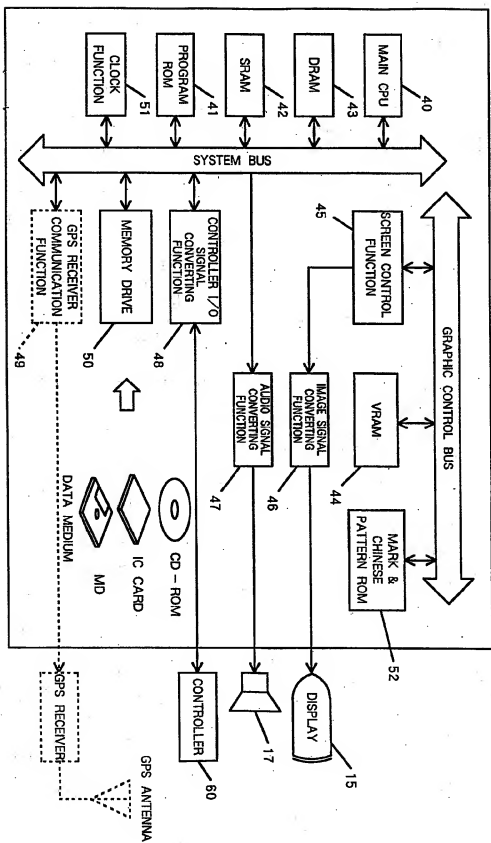 40
MAIN CPU
43
DRAM
42
SRAM
41
PROGRAM
ROM
51
CLOCK
FUNCTION
SYSTEM BUS
GRAPHIC CONTROL BUS
45
SCREEN CONTROL
FUNCTION
VRAM
44
MARK &
CHINESE
PATTERN ROM
52
IMAGE SIGNAL
CONVERTING
FUNCTION
46
AUDIO SIGNAL
CONVERTING
FUNCTION
47
CONTROLLER I/O
SIGNAL
CONVERTING
FUNCTION
48
MEMORY DRIVE
50
GPS RECEIVER
COMMUNICATION
FUNCTION
49
CD-ROM
IC CARD
MD
DATA MEDIUM
DISPLAY
15
17
CONTROLLER
60
GPS RECEIVER
GPS ANTENNA